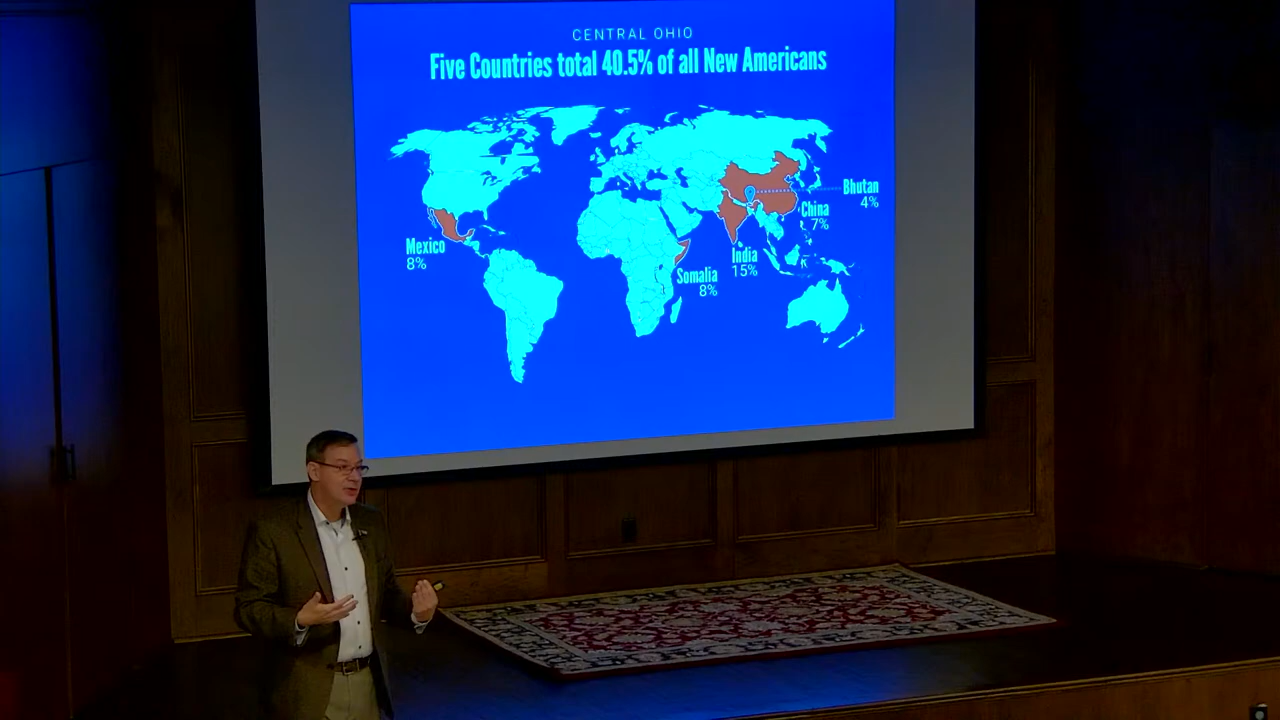 CENTRAL OHIO
Five Countries total 40.5% of all New Americans
Bhutan
4%
China
7%
Mexico
8%
India
15%
Somalia
8%